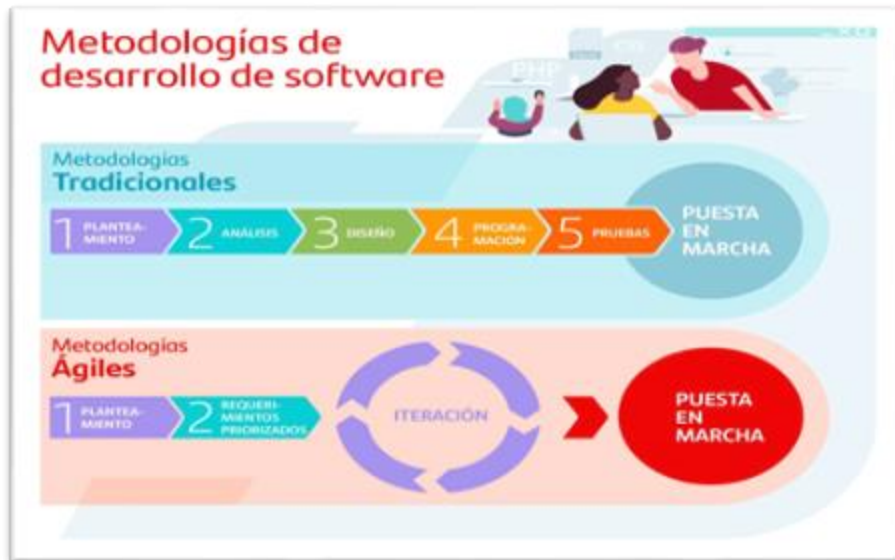 Metodologías de
desarrollo de software
PHP
Metodologías
Tradicionales
1 PLANTEA-
MIENTO
2 ANÁLISIS
3 DISEÑO
4 PROGRA-
MACIÓN
5 PRUEBAS
PUESTA
EN
MARCHA
Metodologías
Ágiles
1 PLANTEA-
MIENTO
2 REQUERI-
MIENTOS
PRIORIZADOS
ITERACIÓN
PUESTA
EN
MARCHA